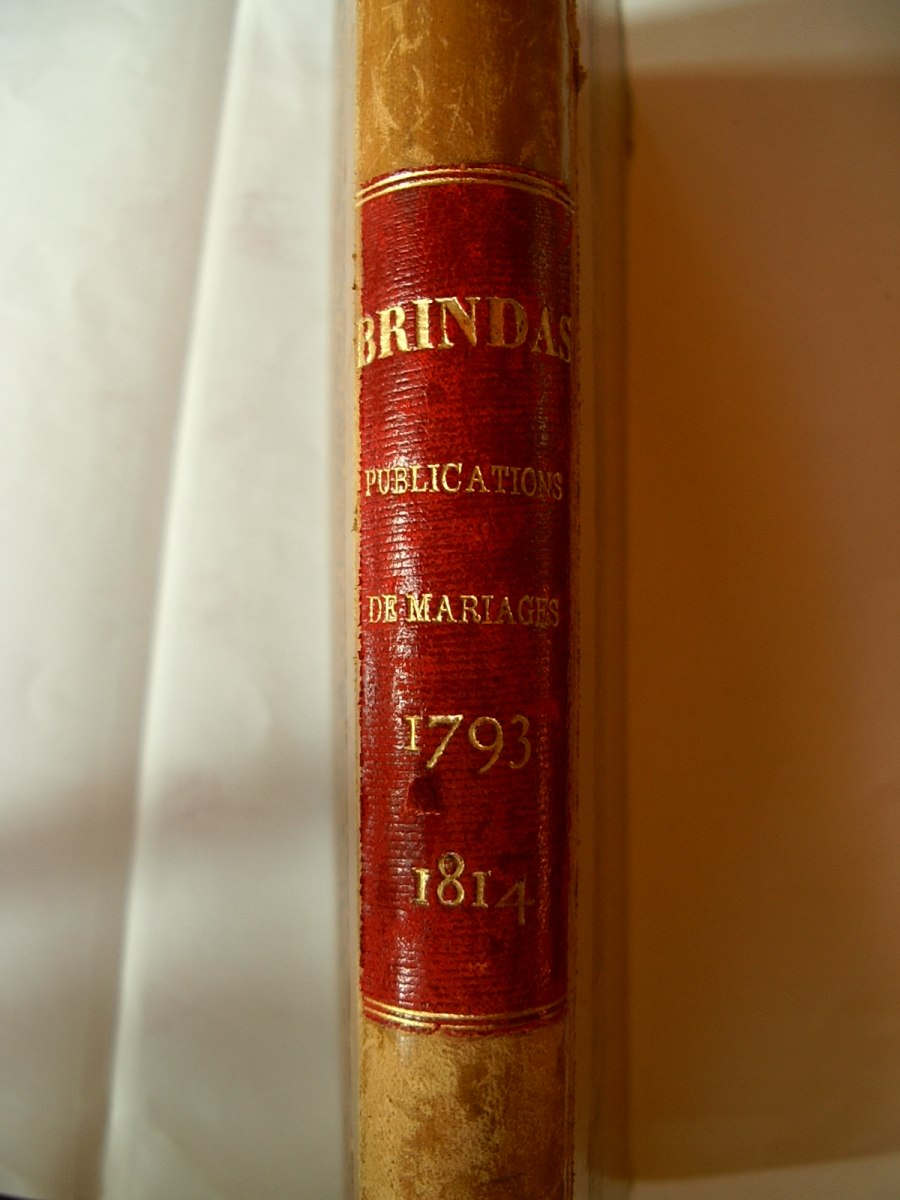 BRINDAS
PUBLICATIONS
DE MARIAGES
1793
1814